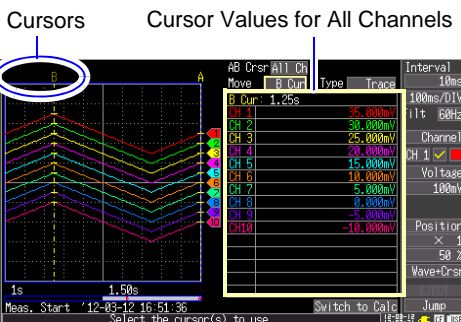 Cursors
Cursor Values for All Channels
AB Crsr All Ch
Interval
Move B Cur Type Trace
10ms
B A
B Cur: 1.25s
100ms/DIV
CH 1 35.000mV
ilt 60Hz
CH 2 30.000mV
CH 3 25.000mV
Channel
CH 4 20.000mV
CH 1
CH 5 15.000mV
Voltage
CH 6 10.000mV
100mV
CH 7 5.000mV
CH 8 0.000mV
CH 9 -5.000mV
Position
CH10 -10.000mV
× 1
50 %
Wave+Crsr
EJECT
1s 1.50s
Meas. Start '12-03-12 16:51:36
Switch to Calc
Jump
Select the cursor(s) to use